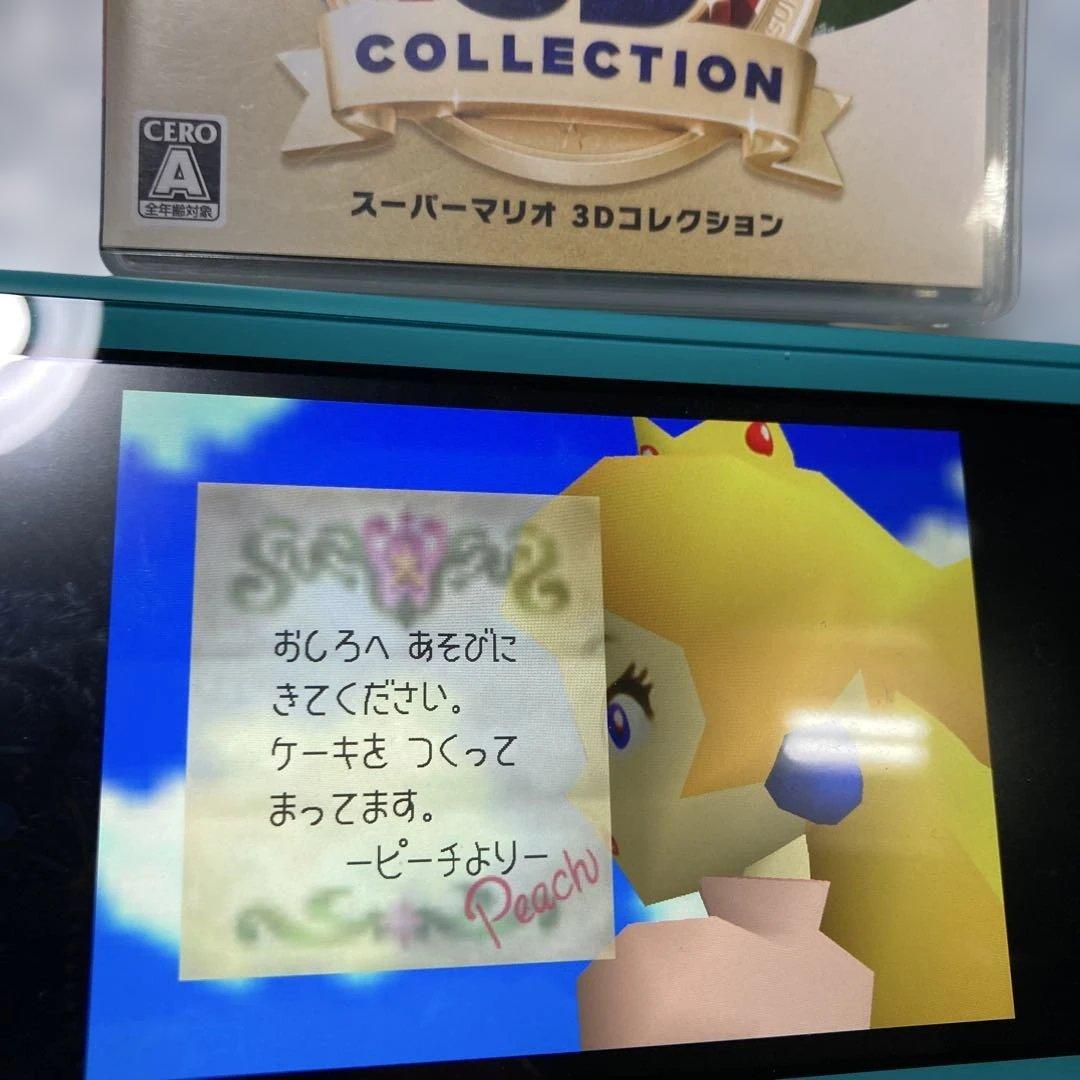 COLLECTION
CERO
A
全年齢対象
スーパーマリオ 3Dコレクション
おしろへ あそびに
きてください。
ケーキを つくって
まってます。
ーピーチよりー
Peach